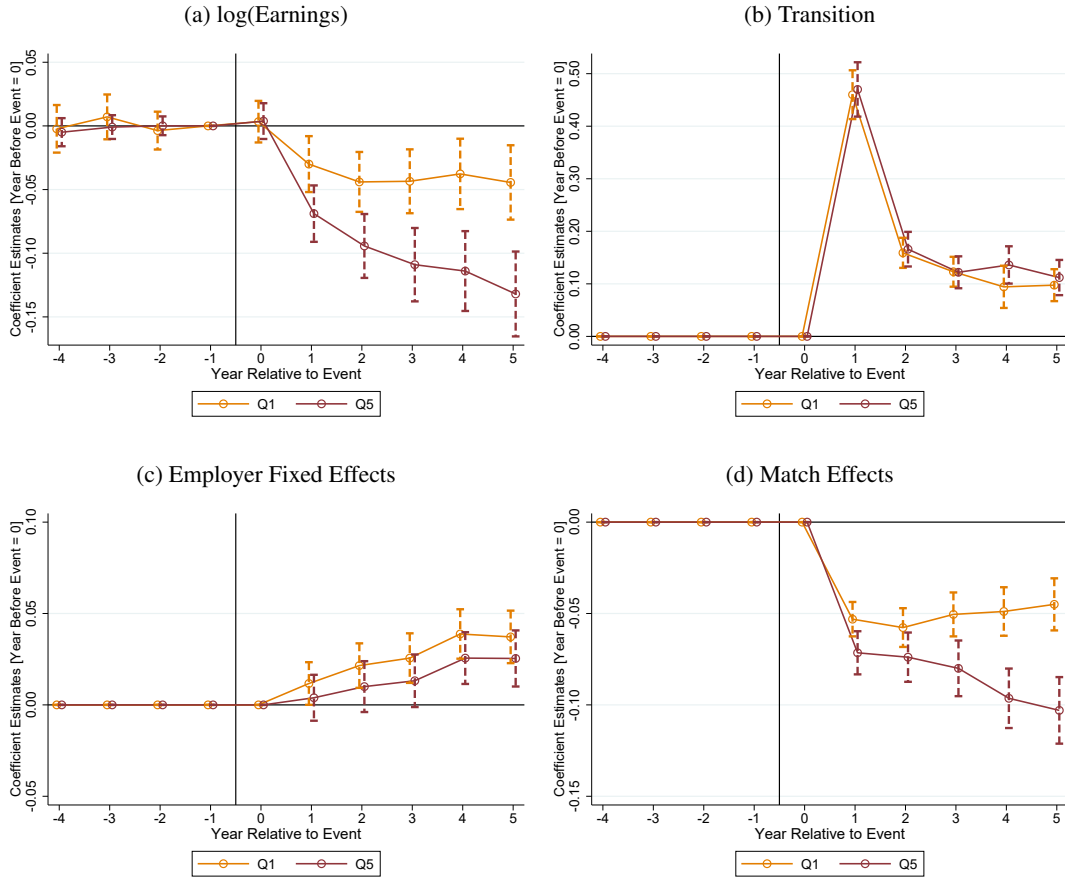 (a) log(Earnings)
Coefficient Estimates [Year Before Event = 0]
0.05
0.00
-0.05
-0.10
-0.15
-4 -3 -2 -1 0 1 2 3 4 5
Year Relative to Event
Q1 Q5
(b) Transition
Coefficient Estimates [Year Before Event = 0]
0.50
0.40
0.30
0.20
0.10
0.00
-4 -3 -2 -1 0 1 2 3 4 5
Year Relative to Event
Q1 Q5
(c) Employer Fixed Effects
Coefficient Estimates [Year Before Event = 0]
0.10
0.05
0.00
-0.05
-4 -3 -2 -1 0 1 2 3 4 5
Year Relative to Event
Q1 Q5
(d) Match Effects
Coefficient Estimates [Year Before Event = 0]
0.00
-0.05
-0.10
-0.15
-4 -3 -2 -1 0 1 2 3 4 5
Year Relative to Event
Q1 Q5